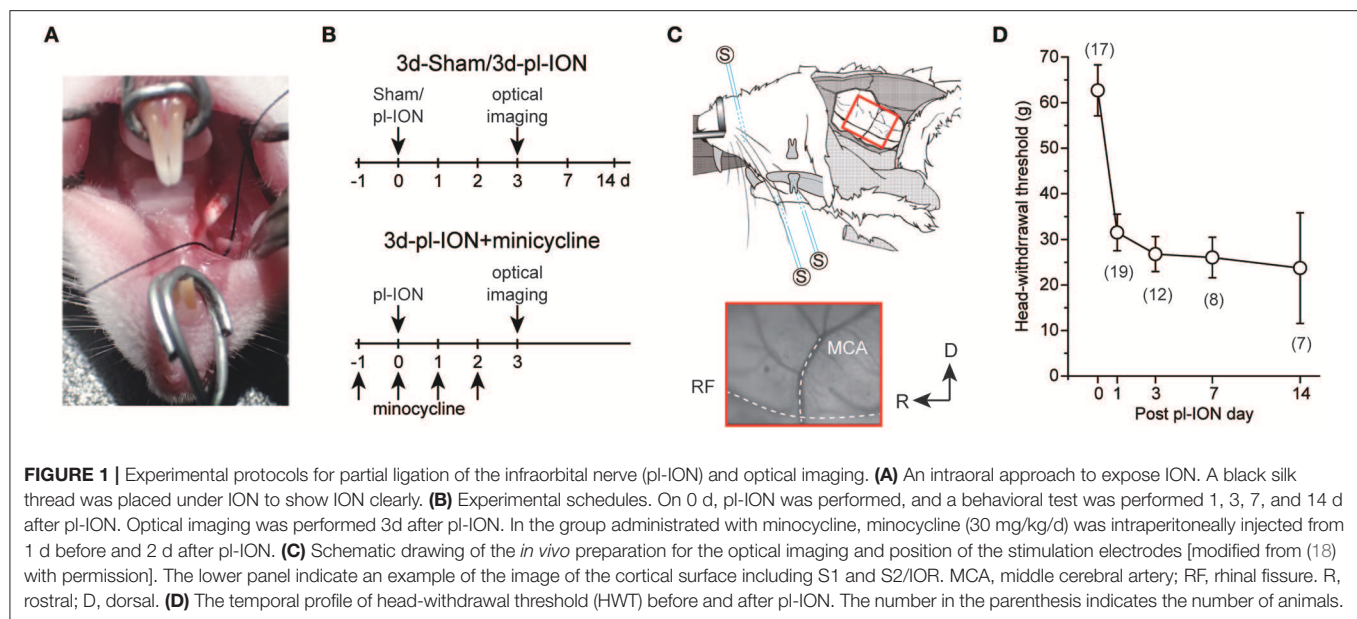 A
B
3d-Sham/3d-pl-ION
Sham/
pl-ION
optical
imaging
-1 0 1 2 3 7 14 d
3d-pl-ION+minicycline
pl-ION
optical
imaging
-1 0 1 2 3
minocycline
C
S
S
S
MCA
RF
D
R
D
(17)
70
60
50
40
30
20
10
0
Head-withdrrawal threshold (g)
(19)
(12)
(8)
(7)
0 1 3 7 14
Post pl-ION day
FIGURE 1 | Experimental protocols for partial ligation of the infraorbital nerve (pl-ION) and optical imaging. (A) An intraoral approach to expose ION. A black silk
thread was placed under ION to show ION clearly. (B) Experimental schedules. On 0 d, pl-ION was performed, and a behavioral test was performed 1, 3, 7, and 14 d
after pl-ION. Optical imaging was performed 3d after pl-ION. In the group administrated with minocycline, minocycline (30 mg/kg/d) was intraperitoneally injected from
1 d before and 2 d after pl-ION. (C) Schematic drawing of the in vivo preparation for the optical imaging and position of the stimulation electrodes [modified from (18)
with permission]. The lower panel indicate an example of the image of the cortical surface including S1 and S2/IOR. MCA, middle cerebral artery; RF, rhinal fissure. R,
rostral; D, dorsal. (D) The temporal profile of head-withdrawal threshold (HWT) before and after pl-ION. The number in the parenthesis indicates the number of animals.